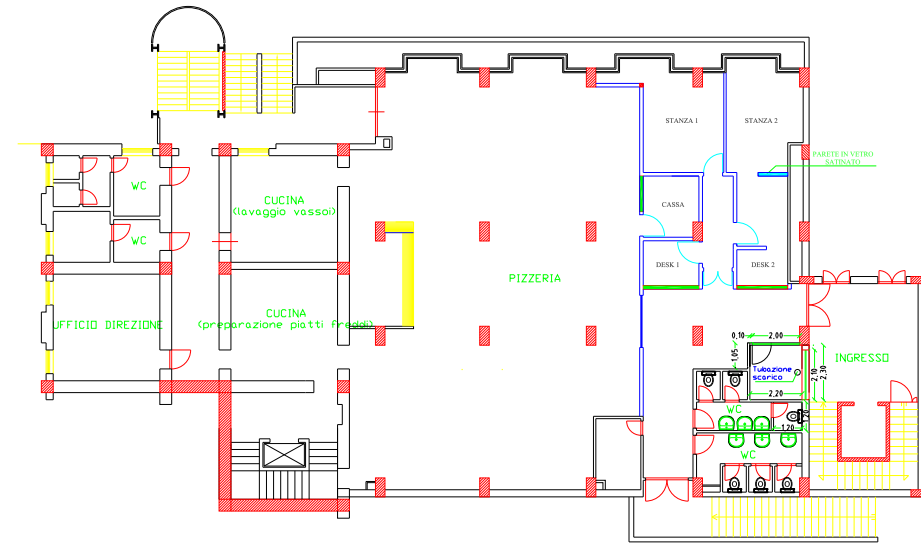 STANZA 1
STANZA 2
PARETE IN VETRO
SATINATO
WC
CUCINA
(lavaggio vassoi)
CASSA
WC
DESK 1
DESK 2
PIZZERIA
CUCINA
(preparazione piatti freddi)
UFFICIO DIREZIONE
0,10
2,00
1,05
Tubazione
scarico
2,10
2,30
INGRESSO
2,20
WC
1,20
1,20
WC